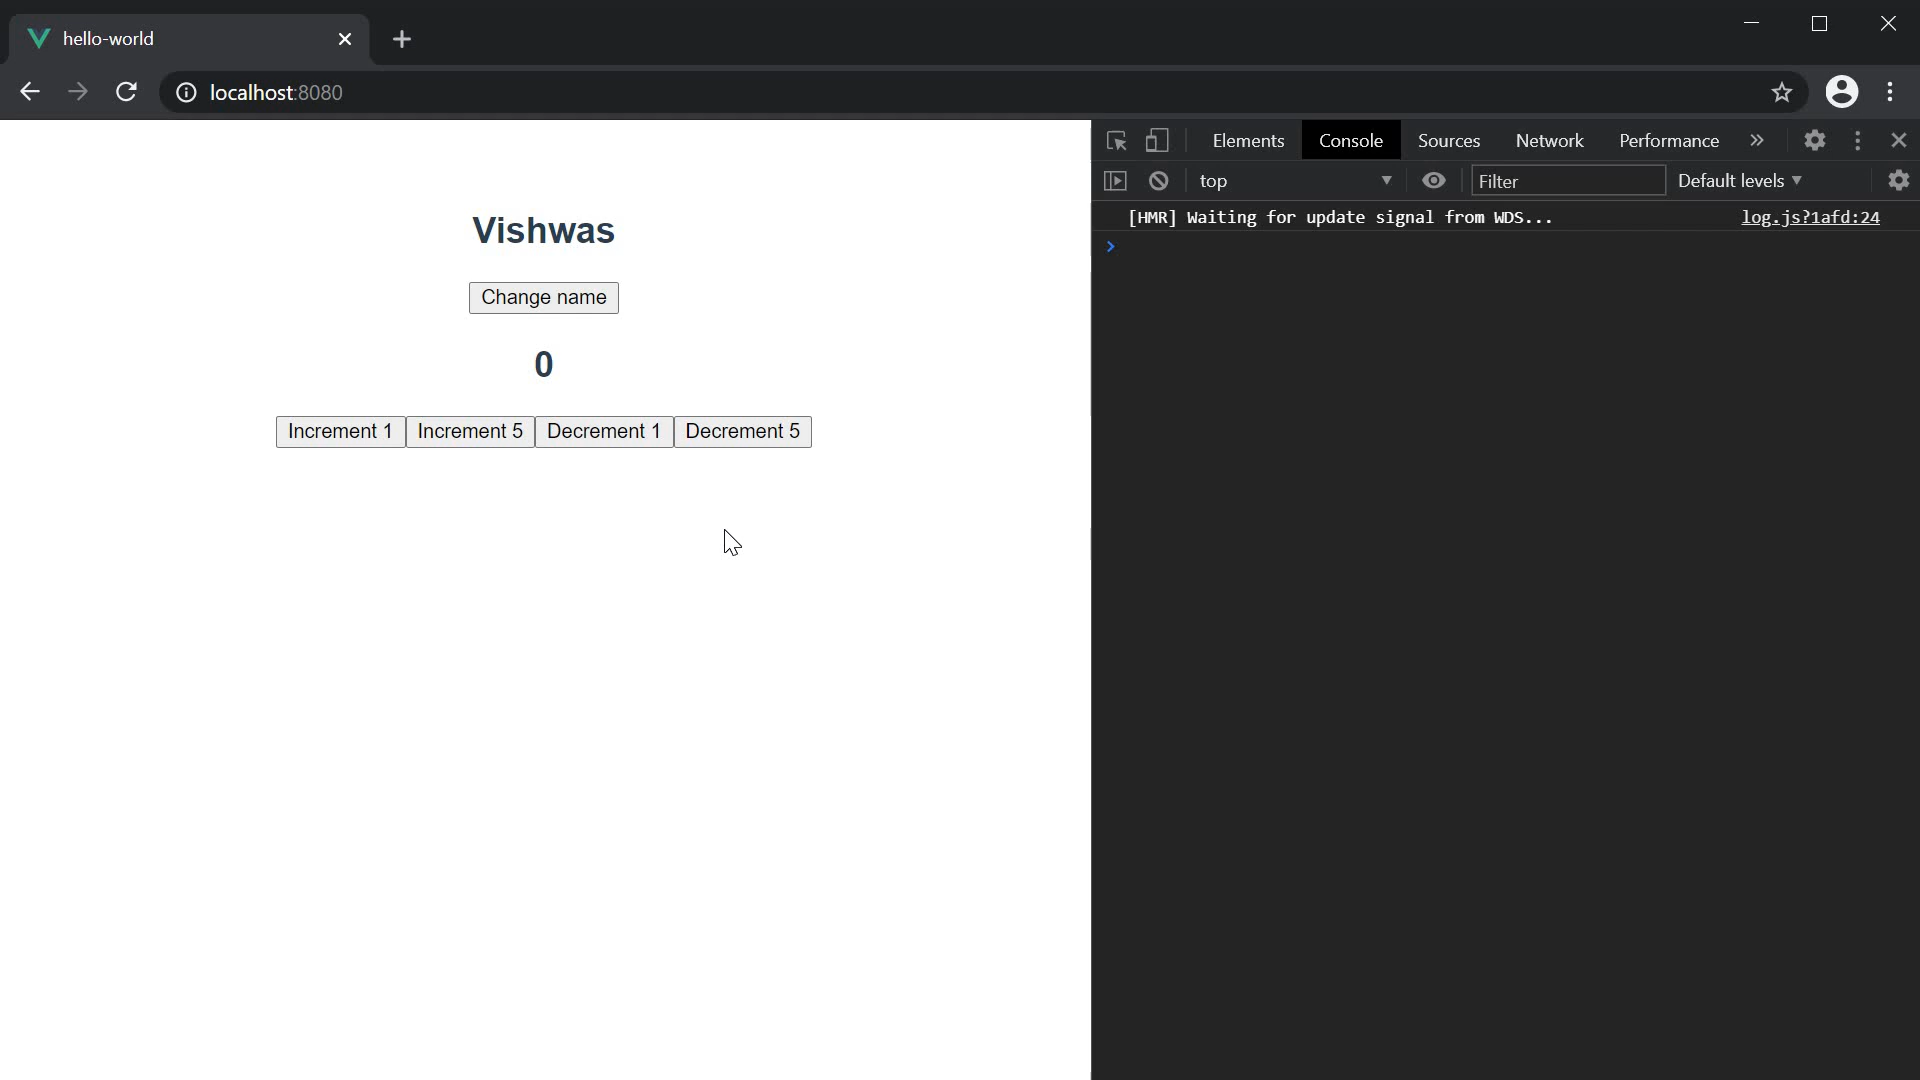 hello-world
localhost:8080
Elements Console Sources Network Performance
top Filter Default levels
[HMR] Waiting for update signal from WDS... log.js?1afd:24
Vishwas
Change name
0
Increment 1 Increment 5 Decrement 1 Decrement 5